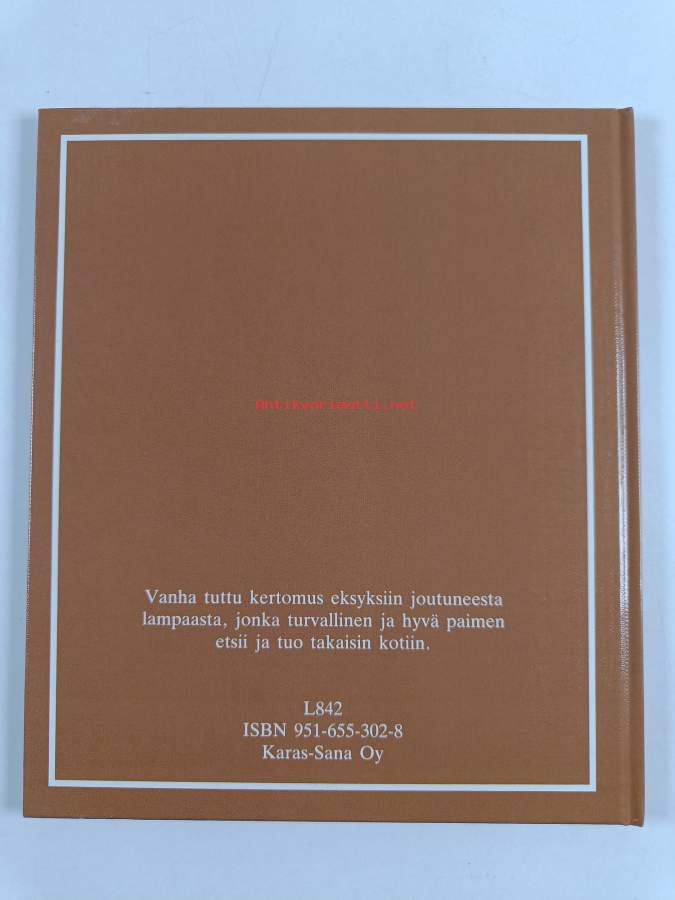 Antikvariaatti.net
Vanha tuttu kertomus eksyksiin joutuneesta
lampaasta, jonka turvallinen ja hyvä paimen
etsii ja tuo takaisin kotiin.
L842
ISBN 951-655-302-8
Karas-Sana Oy